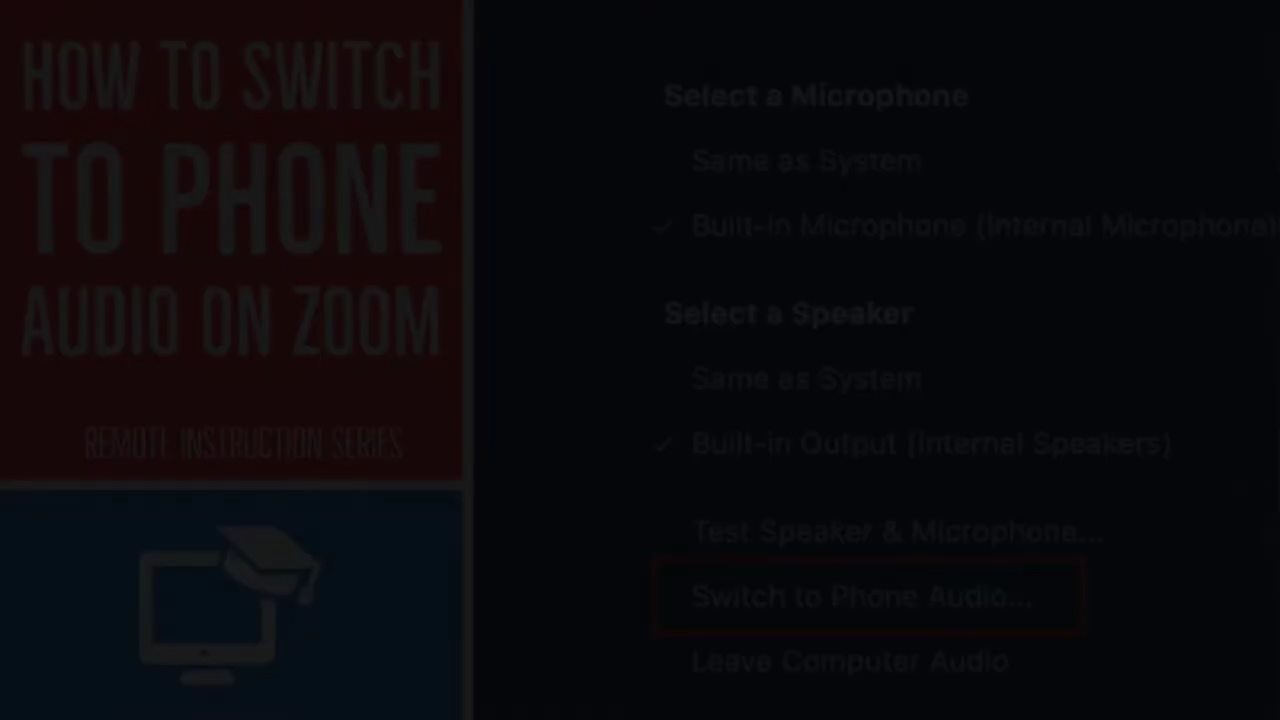 HOW TO SWITCH
TO PHONE
AUDIO ON ZOOM
REMOTE INSTRUCTION SERIES
Select a Microphone
Same as System
✓ Built-in Microphone (Internal Microphone)
Select a Speaker
Same as System
✓ Built-in Output (Internal Speakers)
Test Speaker & Microphone...
Switch to Phone Audio...
Leave Computer Audio